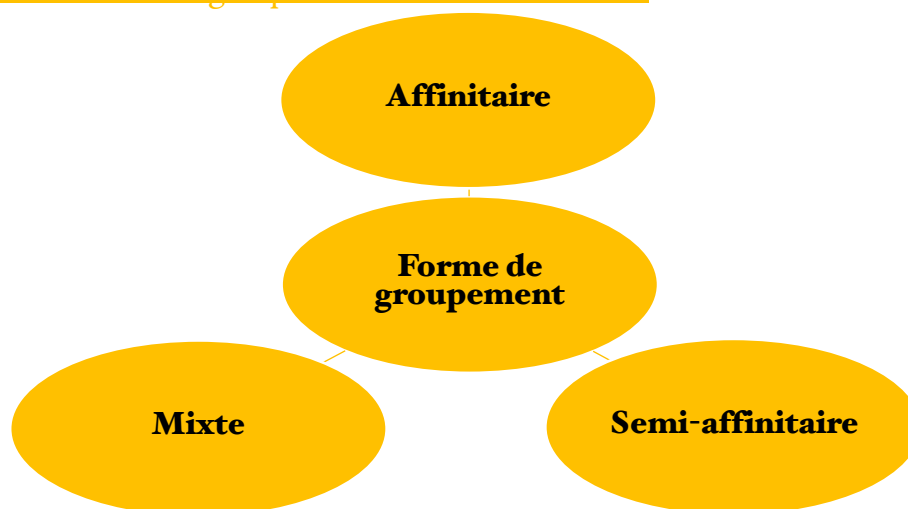 Affinitaire
Forme de
groupement
Mixte
Semi-affinitaire